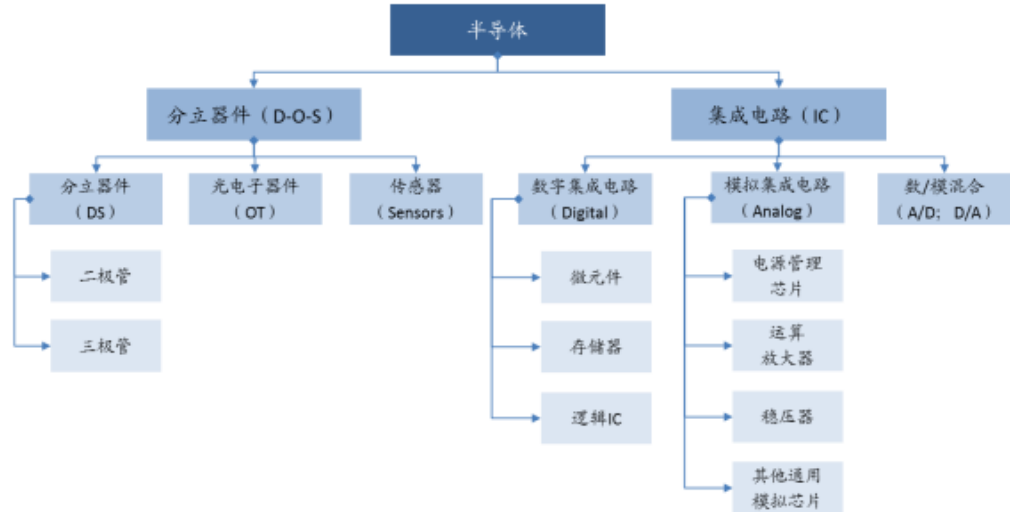 半导体
分立器件（D-O-S）
集成电路（IC）
分立器件
（DS）
光电子器件
（OT）
传感器
（Sensors）
数字集成电路
（Digital）
模拟集成电路
（Analog）
数/模混合
（A/D；D/A）
二极管
三极管
微元件
存储器
逻辑IC
电源管理
芯片
运算
放大器
稳压器
其他通用
模拟芯片